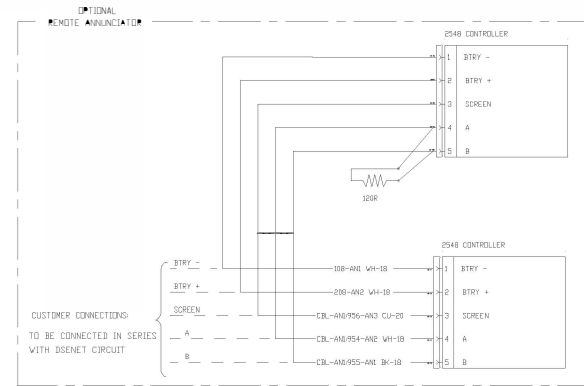 OPTIONAL
REMOTE ANNUNCIATOR
2548 CONTROLLER
1 BTRY -
2 BTRY +
3 SCREEN
4 A
5 B
120R
2548 CONTROLLER
BTRY - 108-AN1 WH-18 1 BTRY -
BTRY + 208-AN2 WH-18 2 BTRY +
SCREEN CBL-AN1/956-AN3 CU-20 3 SCREEN
A CBL-AN1/954-AN2 WH-18 4 A
B CBL-AN1/955-AN1 BK-18 5 B
CUSTOMER CONNECTIONS:
TO BE CONNECTED IN SERIES
WITH DSENET CIRCUIT